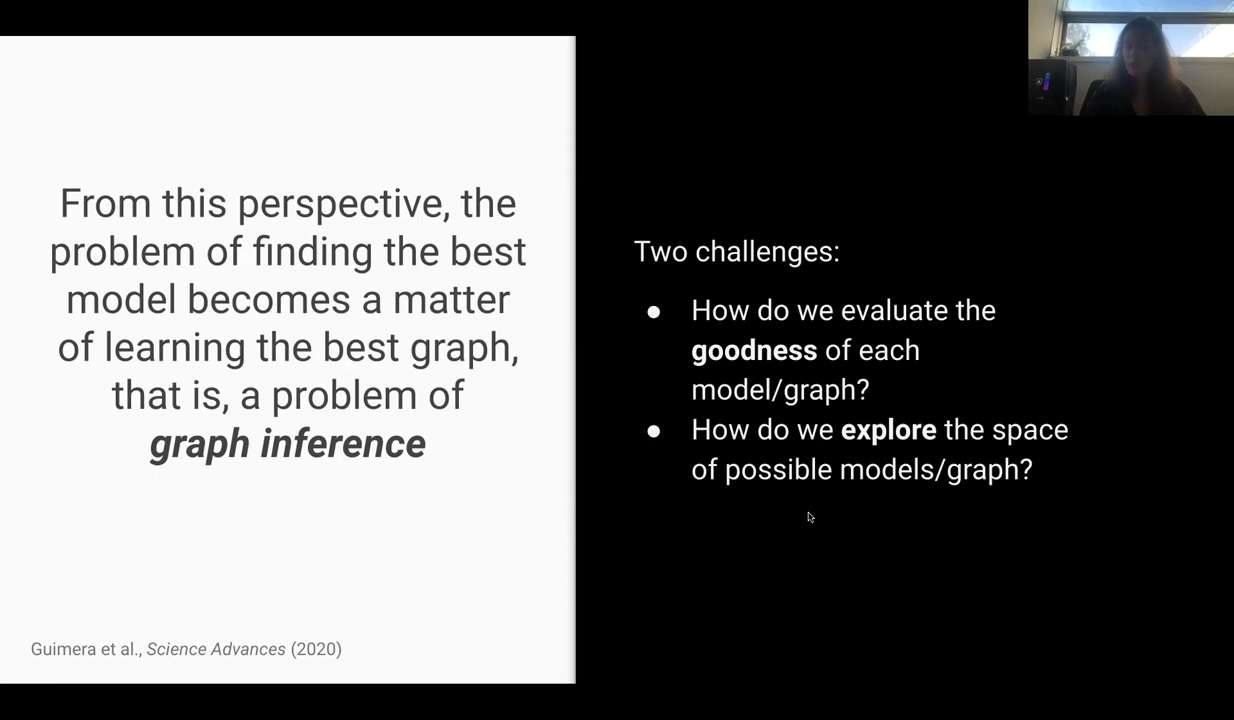 From this perspective, the
problem of finding the best
model becomes a matter
of learning the best graph,
that is, a problem of
graph inference
Guimera et al., Science Advances (2020)
Two challenges:
● How do we evaluate the
goodness of each
model/graph?
● How do we explore the space
of possible models/graph?